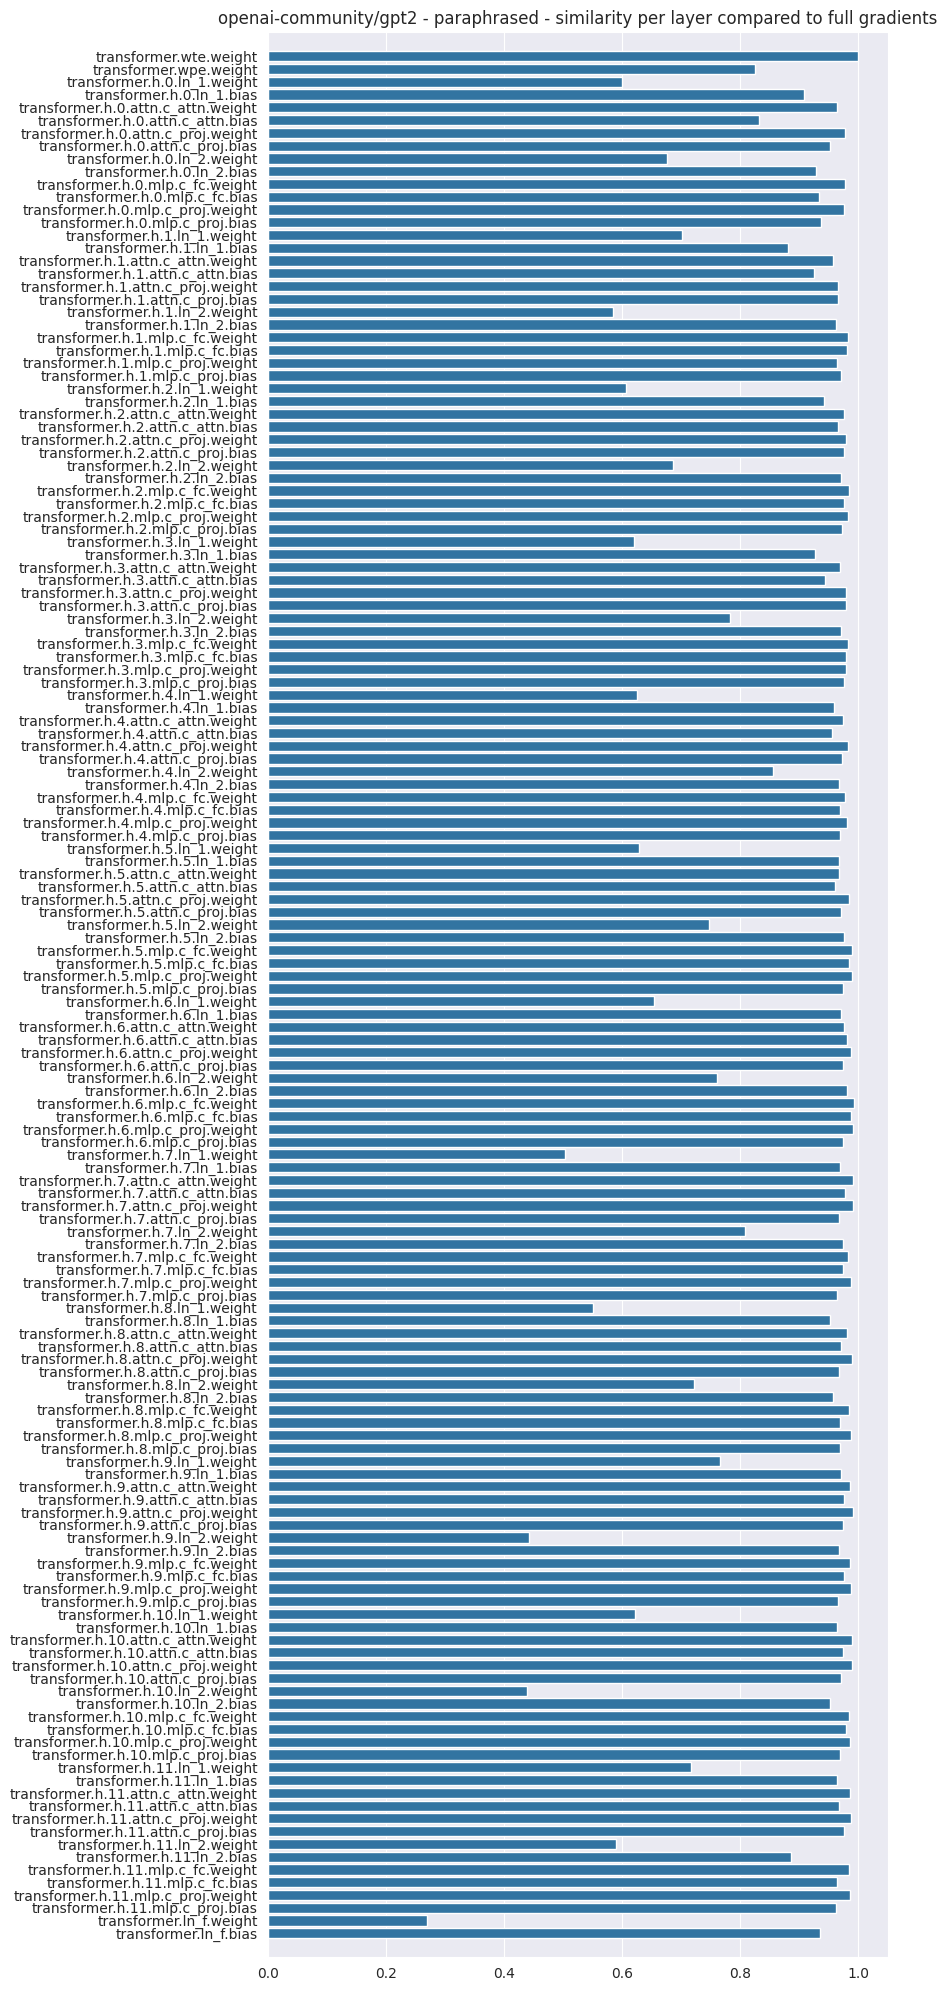 openai-community/gpt2 - paraphrased - similarity per layer compared to full gradients
transformer.wte.weight
transformer.wpe.weight
transformer.h.0.ln_1.weight
transformer.h.0.ln_1.bias
transformer.h.0.attn.c_attn.weight
transformer.h.0.attn.c_attn.bias
transformer.h.0.attn.c_proj.weight
transformer.h.0.attn.c_proj.bias
transformer.h.0.ln_2.weight
transformer.h.0.ln_2.bias
transformer.h.0.mlp.c_fc.weight
transformer.h.0.mlp.c_fc.bias
transformer.h.0.mlp.c_proj.weight
transformer.h.0.mlp.c_proj.bias
transformer.h.1.ln_1.weight
transformer.h.1.ln_1.bias
transformer.h.1.attn.c_attn.weight
transformer.h.1.attn.c_attn.bias
transformer.h.1.attn.c_proj.weight
transformer.h.1.attn.c_proj.bias
transformer.h.1.ln_2.weight
transformer.h.1.ln_2.bias
transformer.h.1.mlp.c_fc.weight
transformer.h.1.mlp.c_fc.bias
transformer.h.1.mlp.c_proj.weight
transformer.h.1.mlp.c_proj.bias
transformer.h.2.ln_1.weight
transformer.h.2.ln_1.bias
transformer.h.2.attn.c_attn.weight
transformer.h.2.attn.c_attn.bias
transformer.h.2.attn.c_proj.weight
transformer.h.2.attn.c_proj.bias
transformer.h.2.ln_2.weight
transformer.h.2.ln_2.bias
transformer.h.2.mlp.c_fc.weight
transformer.h.2.mlp.c_fc.bias
transformer.h.2.mlp.c_proj.weight
transformer.h.2.mlp.c_proj.bias
transformer.h.3.ln_1.weight
transformer.h.3.ln_1.bias
transformer.h.3.attn.c_attn.weight
transformer.h.3.attn.c_attn.bias
transformer.h.3.attn.c_proj.weight
transformer.h.3.attn.c_proj.bias
transformer.h.3.ln_2.weight
transformer.h.3.ln_2.bias
transformer.h.3.mlp.c_fc.weight
transformer.h.3.mlp.c_fc.bias
transformer.h.3.mlp.c_proj.weight
transformer.h.3.mlp.c_proj.bias
transformer.h.4.ln_1.weight
transformer.h.4.ln_1.bias
transformer.h.4.attn.c_attn.weight
transformer.h.4.attn.c_attn.bias
transformer.h.4.attn.c_proj.weight
transformer.h.4.attn.c_proj.bias
transformer.h.4.ln_2.weight
transformer.h.4.ln_2.bias
transformer.h.4.mlp.c_fc.weight
transformer.h.4.mlp.c_fc.bias
transformer.h.4.mlp.c_proj.weight
transformer.h.4.mlp.c_proj.bias
transformer.h.5.ln_1.weight
transformer.h.5.ln_1.bias
transformer.h.5.attn.c_attn.weight
transformer.h.5.attn.c_attn.bias
transformer.h.5.attn.c_proj.weight
transformer.h.5.attn.c_proj.bias
transformer.h.5.ln_2.weight
transformer.h.5.ln_2.bias
transformer.h.5.mlp.c_fc.weight
transformer.h.5.mlp.c_fc.bias
transformer.h.5.mlp.c_proj.weight
transformer.h.5.mlp.c_proj.bias
transformer.h.6.ln_1.weight
transformer.h.6.ln_1.bias
transformer.h.6.attn.c_attn.weight
transformer.h.6.attn.c_attn.bias
transformer.h.6.attn.c_proj.weight
transformer.h.6.attn.c_proj.bias
transformer.h.6.ln_2.weight
transformer.h.6.ln_2.bias
transformer.h.6.mlp.c_fc.weight
transformer.h.6.mlp.c_fc.bias
transformer.h.6.mlp.c_proj.weight
transformer.h.6.mlp.c_proj.bias
transformer.h.7.ln_1.weight
transformer.h.7.ln_1.bias
transformer.h.7.attn.c_attn.weight
transformer.h.7.attn.c_attn.bias
transformer.h.7.attn.c_proj.weight
transformer.h.7.attn.c_proj.bias
transformer.h.7.ln_2.weight
transformer.h.7.ln_2.bias
transformer.h.7.mlp.c_fc.weight
transformer.h.7.mlp.c_fc.bias
transformer.h.7.mlp.c_proj.weight
transformer.h.7.mlp.c_proj.bias
transformer.h.8.ln_1.weight
transformer.h.8.ln_1.bias
transformer.h.8.attn.c_attn.weight
transformer.h.8.attn.c_attn.bias
transformer.h.8.attn.c_proj.weight
transformer.h.8.attn.c_proj.bias
transformer.h.8.ln_2.weight
transformer.h.8.ln_2.bias
transformer.h.8.mlp.c_fc.weight
transformer.h.8.mlp.c_fc.bias
transformer.h.8.mlp.c_proj.weight
transformer.h.8.mlp.c_proj.bias
transformer.h.9.ln_1.weight
transformer.h.9.ln_1.bias
transformer.h.9.attn.c_attn.weight
transformer.h.9.attn.c_attn.bias
transformer.h.9.attn.c_proj.weight
transformer.h.9.attn.c_proj.bias
transformer.h.9.ln_2.weight
transformer.h.9.ln_2.bias
transformer.h.9.mlp.c_fc.weight
transformer.h.9.mlp.c_fc.bias
transformer.h.9.mlp.c_proj.weight
transformer.h.9.mlp.c_proj.bias
transformer.h.10.ln_1.weight
transformer.h.10.ln_1.bias
transformer.h.10.attn.c_attn.weight
transformer.h.10.attn.c_attn.bias
transformer.h.10.attn.c_proj.weight
transformer.h.10.attn.c_proj.bias
transformer.h.10.ln_2.weight
transformer.h.10.ln_2.bias
transformer.h.10.mlp.c_fc.weight
transformer.h.10.mlp.c_fc.bias
transformer.h.10.mlp.c_proj.weight
transformer.h.10.mlp.c_proj.bias
transformer.h.11.ln_1.weight
transformer.h.11.ln_1.bias
transformer.h.11.attn.c_attn.weight
transformer.h.11.attn.c_attn.bias
transformer.h.11.attn.c_proj.weight
transformer.h.11.attn.c_proj.bias
transformer.h.11.ln_2.weight
transformer.h.11.ln_2.bias
transformer.h.11.mlp.c_fc.weight
transformer.h.11.mlp.c_fc.bias
transformer.h.11.mlp.c_proj.weight
transformer.h.11.mlp.c_proj.bias
transformer.ln_f.weight
transformer.ln_f.bias
0.0 0.2 0.4 0.6 0.8 1.0